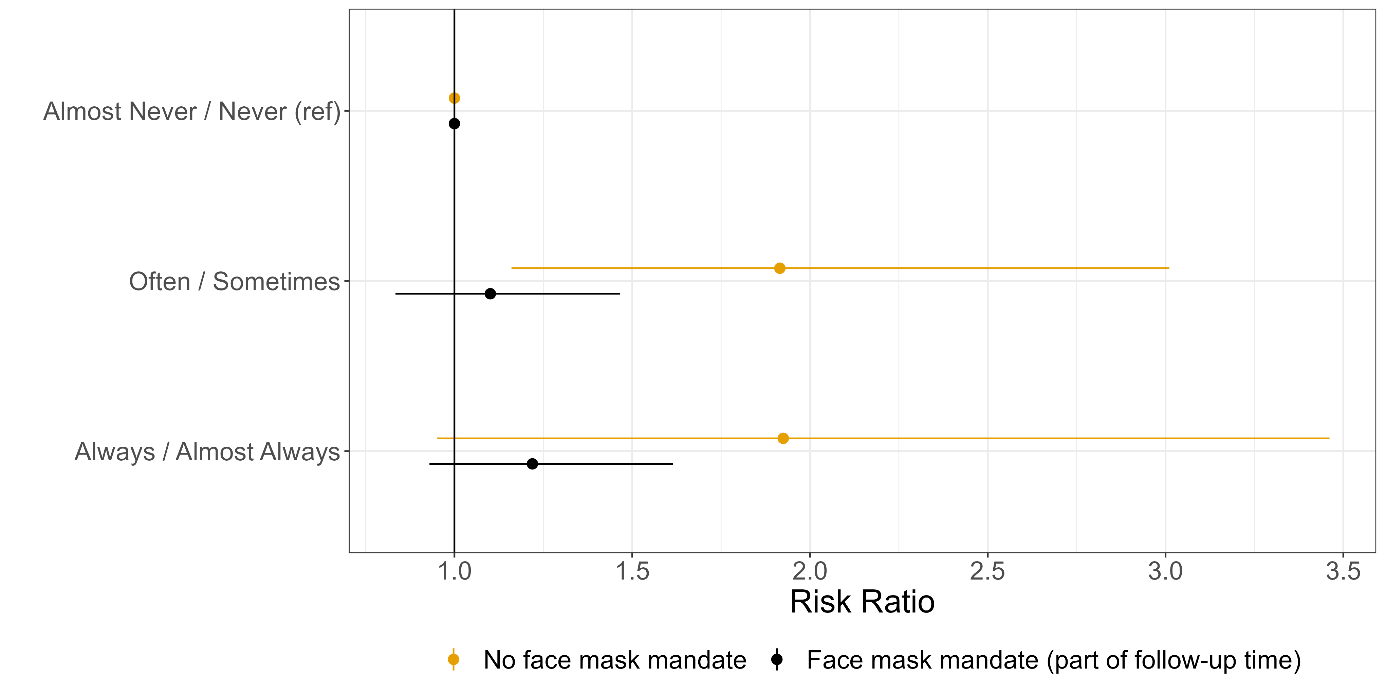 Almost Never / Never (ref)
Often / Sometimes
Always / Almost Always
1.0 1.5 2.0 2.5 3.0 3.5
Risk Ratio
No face mask mandate Face mask mandate (part of follow-up time)